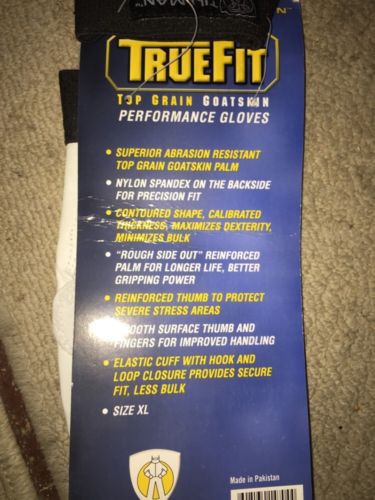 TILLMAN™
TRUEFIT
TOP GRAIN GOATSKIN
PERFORMANCE GLOVES
• SUPERIOR ABRASION RESISTANT
TOP GRAIN GOATSKIN PALM
• NYLON SPANDEX ON THE BACKSIDE
FOR PRECISION FIT
• CONTOURED SHAPE, CALIBRATED
THICKNESS, MAXIMIZES DEXTERITY,
MINIMIZES BULK
• "ROUGH SIDE OUT" REINFORCED
PALM FOR LONGER LIFE, BETTER
GRIPPING POWER
• REINFORCED THUMB TO PROTECT
SEVERE STRESS AREAS
• SMOOTH SURFACE THUMB AND
FINGERS FOR IMPROVED HANDLING
• ELASTIC CUFF WITH HOOK AND
LOOP CLOSURE PROVIDES SECURE
FIT, LESS BULK
• SIZE XL
Made in Pakistan